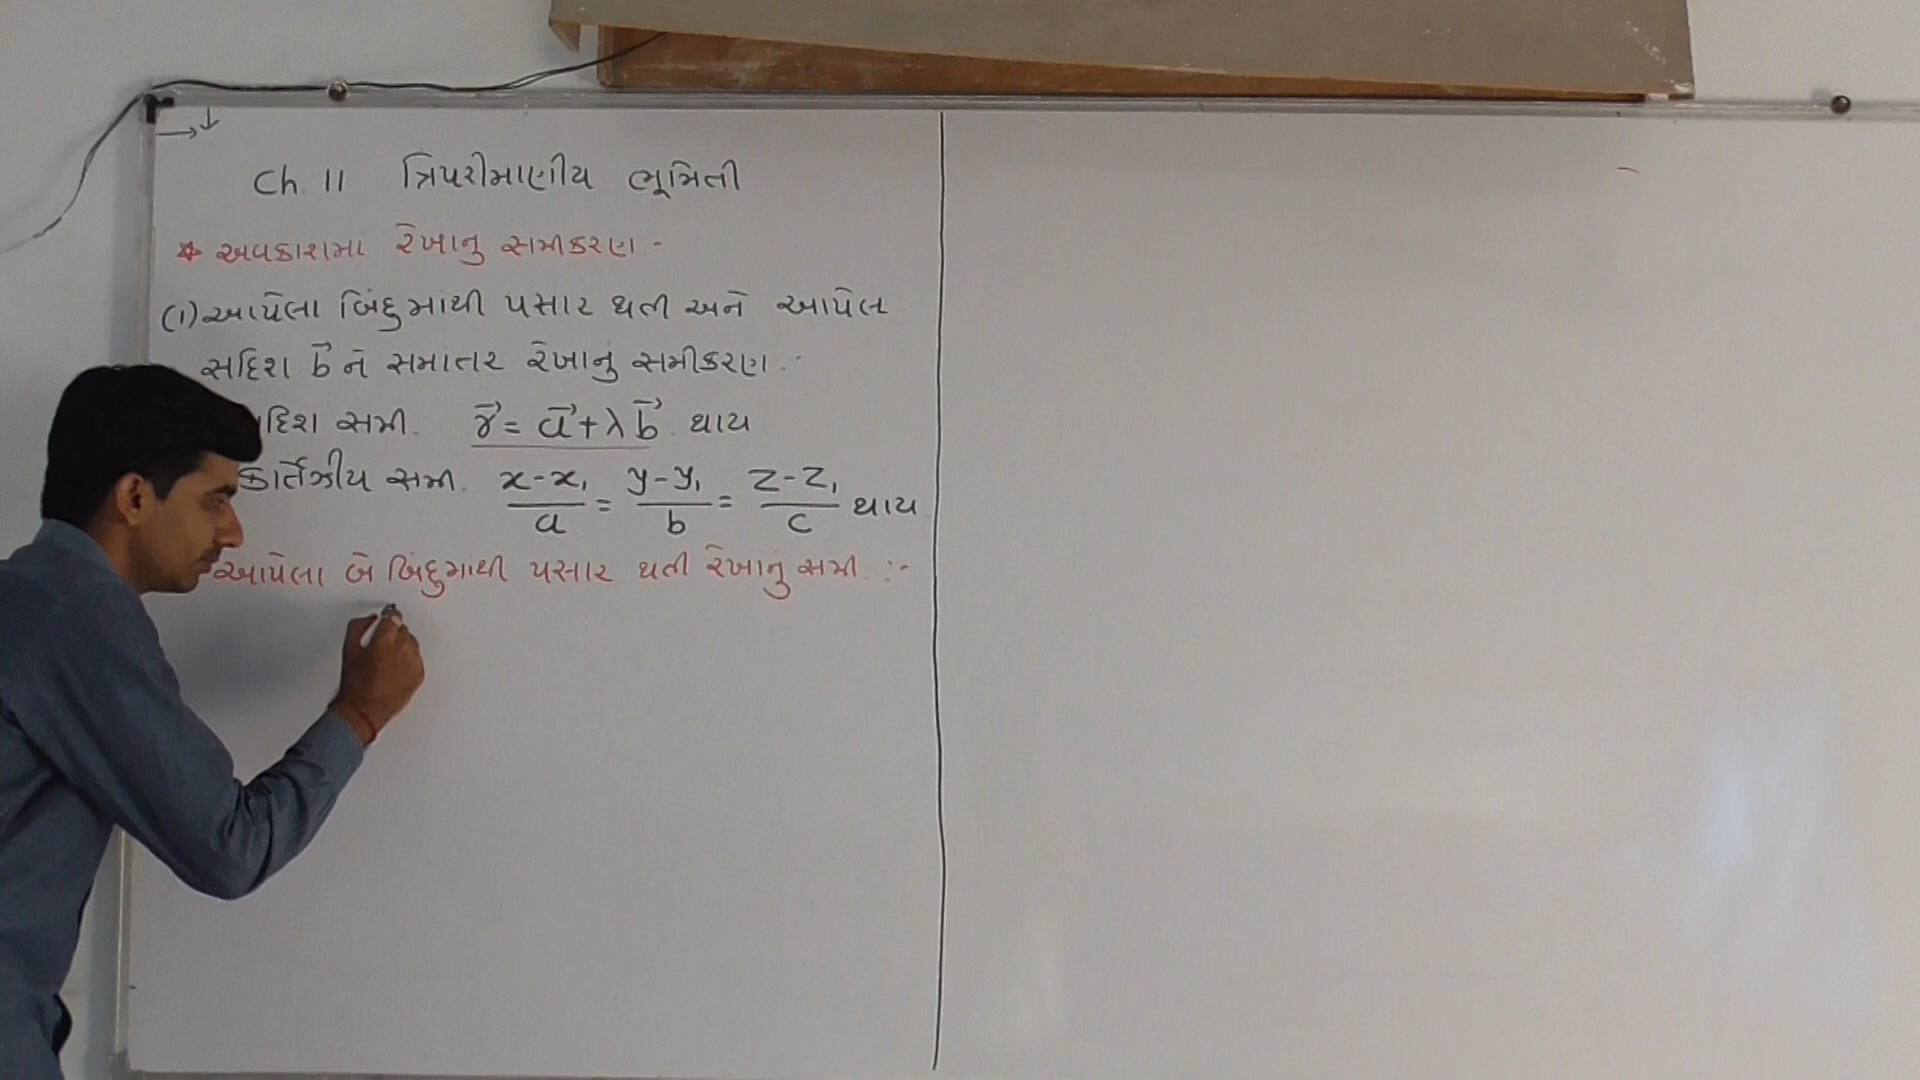 Ch. 11 ત્રિપરીમાણીય ભૂમિતી
* અવકાશમાં રેખાનુ સમીકરણ -
(1) આપેલા બિંદુમાંથી પસાર થતી અને આપેલ
સદિશ b⃗ ને સમાંતર રેખાનુ સમીકરણ :-
દિશ સમી. r⃗ = a⃗ + λ b⃗ થાય
કાર્તેઝીય સમી. x-x₁/a = y-y₁/b = z-z₁/c થાય
આપેલા બે બિંદુમાંથી પસાર થતી રેખાનું સમી. :-